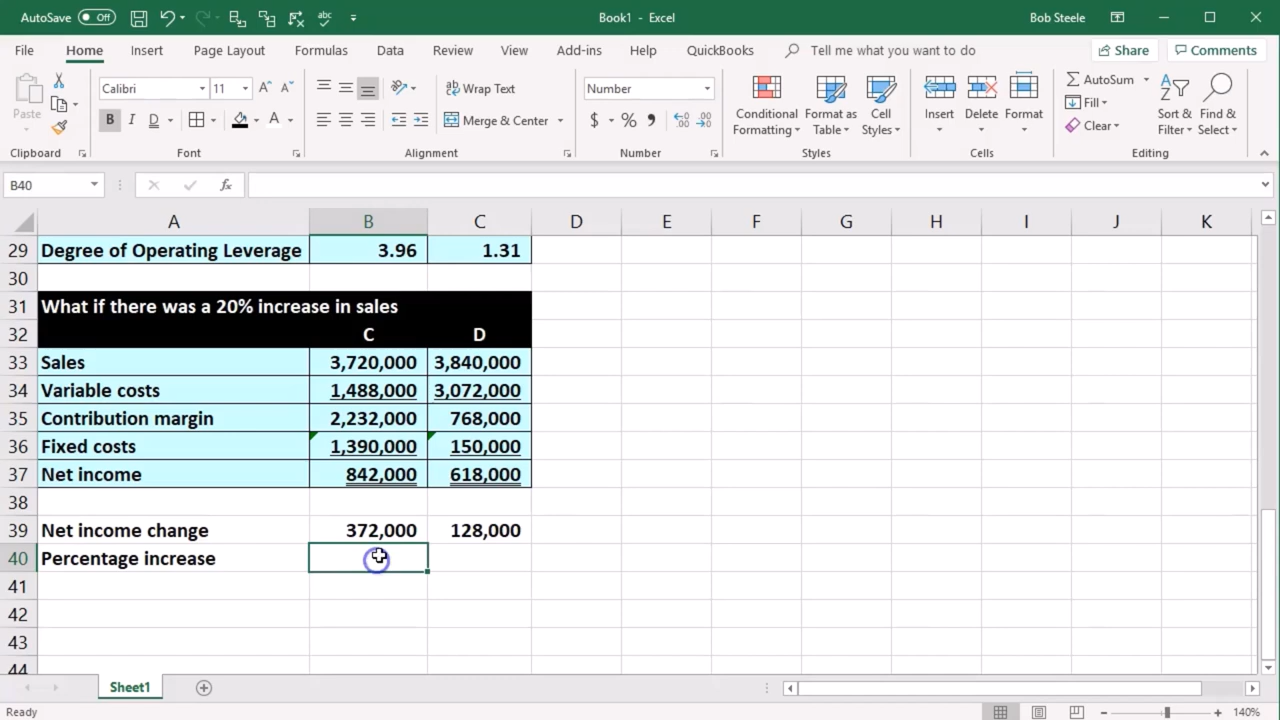 AutoSave Off Book1 - Excel Bob Steele
File Home Insert Page Layout Formulas Data Review View Add-ins Help QuickBooks Tell me what you want to do Share Comments
Paste Calibri 11 Wrap Text Number Conditional Formatting Format as Table Cell Styles Insert Delete Format AutoSum Sort & Filter Find & Select
B I D A Merge & Center $ % , Fill
Clear
Clipboard Font Alignment Number Styles Cells Editing
B40 fx
A B C D E F G H I J K
29 Degree of Operating Leverage 3.96 1.31
30
31 What if there was a 20% increase in sales
32 C D
33 Sales 3,720,000 3,840,000
34 Variable costs 1,488,000 3,072,000
35 Contribution margin 2,232,000 768,000
36 Fixed costs 1,390,000 150,000
37 Net income 842,000 618,000
38
39 Net income change 372,000 128,000
40 Percentage increase
41
42
43
44
Sheet1
Ready 140%